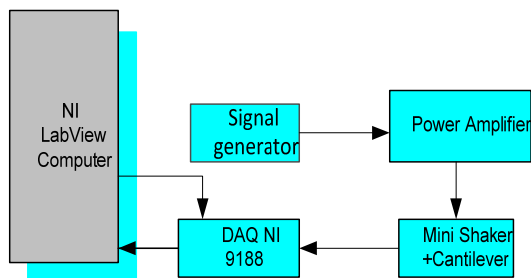 NI
LabView
Computer
Signal
generator
Power Amplifier
DAQ NI
9188
Mini Shaker
+Cantilever